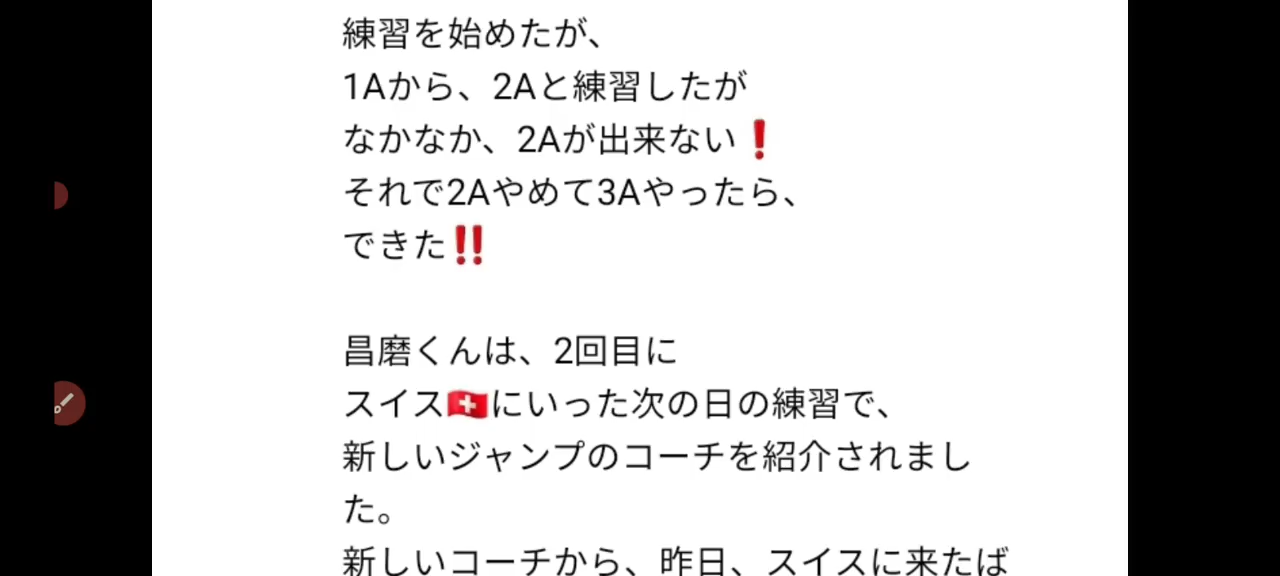 練習を始めたが、
1Aから、2Aと練習したが
なかなか、2Aが出来ない❗
それで2Aやめて3Aやったら、
できた‼️
昌磨くんは、2回目に
スイス🇨🇭にいった次の日の練習で、
新しいジャンプのコーチを紹介されまし
た。
新しいコーチから、昨日、スイスに来たば